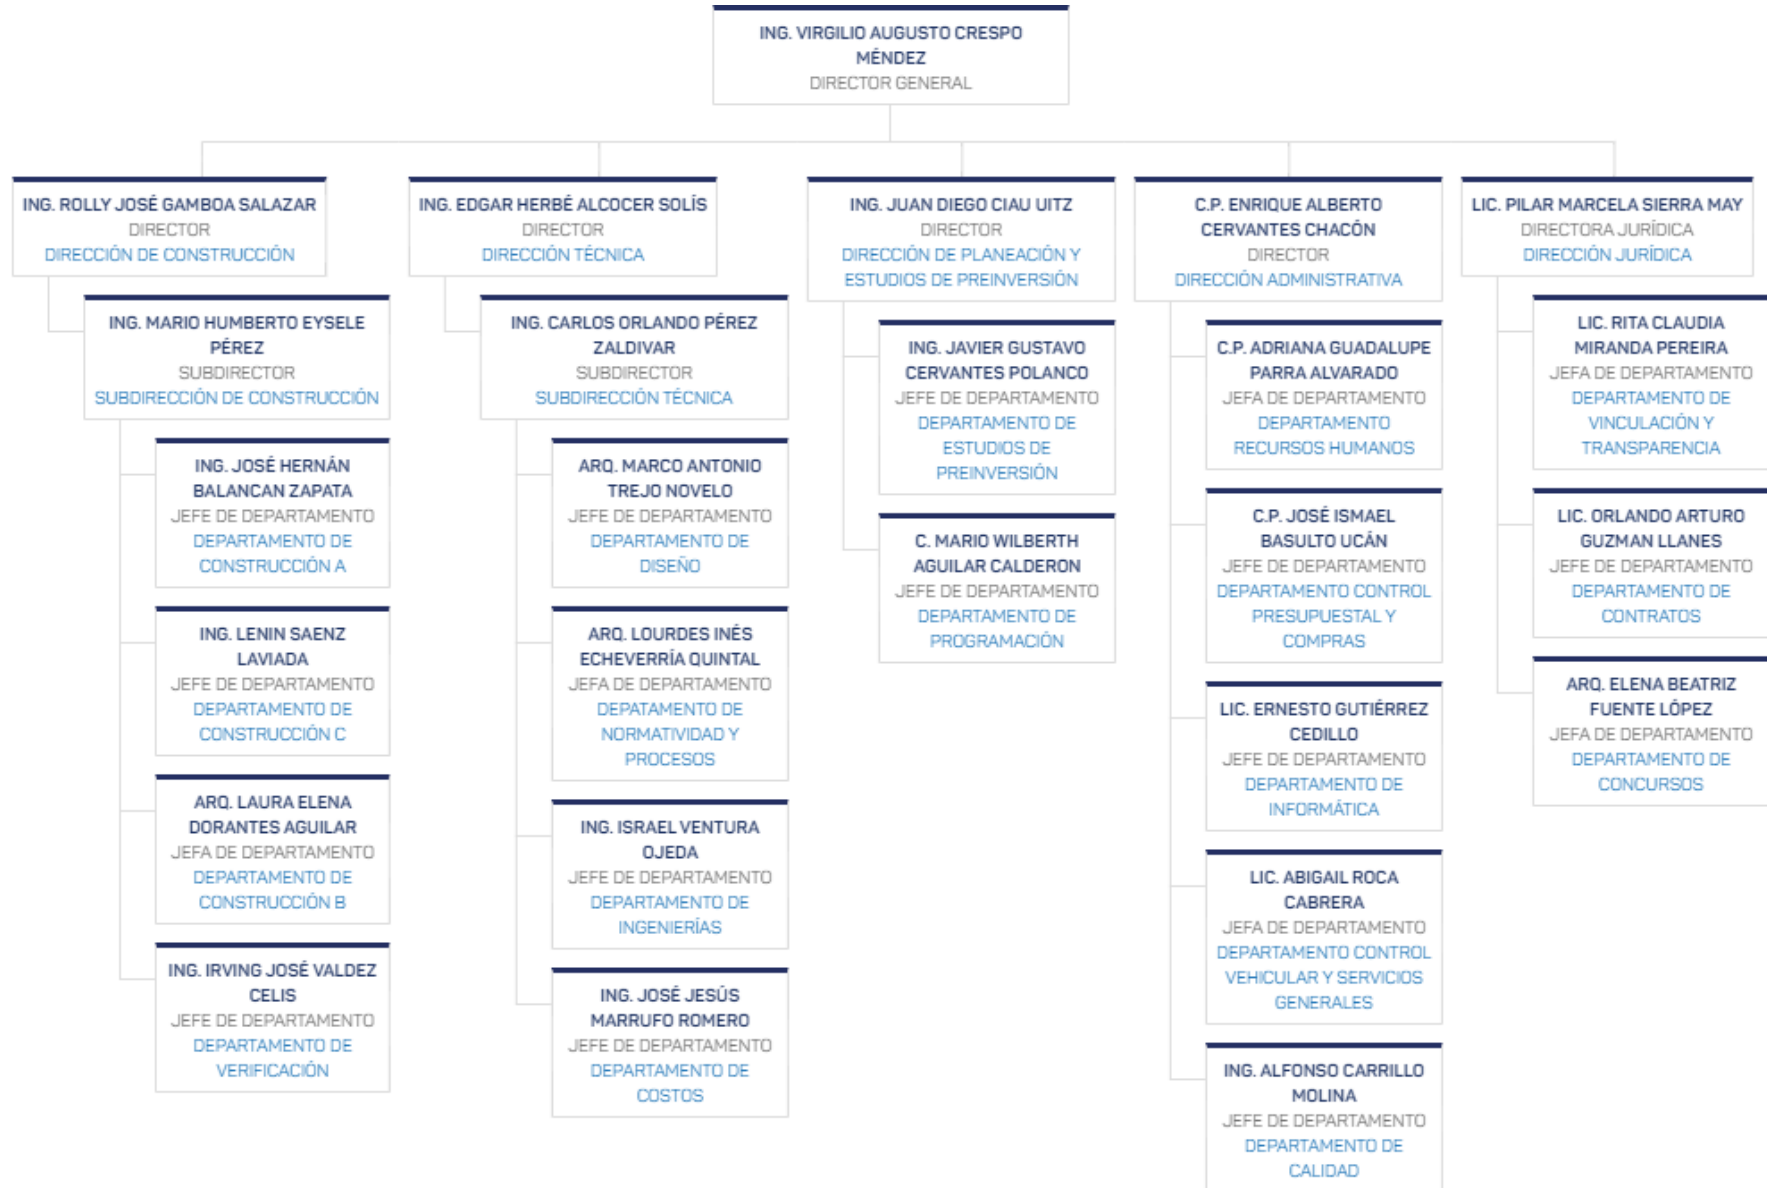 ING. VIRGILIO AUGUSTO CRESPO
MÉNDEZ
DIRECTOR GENERAL
ING. ROLLY JOSÉ GAMBOA SALAZAR
DIRECTOR
DIRECCIÓN DE CONSTRUCCIÓN
ING. MARIO HUMBERTO EYSELE
PÉREZ
SUBDIRECTOR
SUBDIRECCIÓN DE CONSTRUCCIÓN
ING. JOSÉ HERNÁN
BALANCAN ZAPATA
JEFE DE DEPARTAMENTO
DEPARTAMENTO DE
CONSTRUCCIÓN A
ING. LENIN SAENZ
LAVIADA
JEFE DE DEPARTAMENTO
DEPARTAMENTO DE
CONSTRUCCIÓN C
ARQ. LAURA ELENA
DORANTES AGUILAR
JEFA DE DEPARTAMENTO
DEPARTAMENTO DE
CONSTRUCCIÓN B
ING. IRVING JOSÉ VALDEZ
CELIS
JEFE DE DEPARTAMENTO
DEPARTAMENTO DE
VERIFICACIÓN
ING. EDGAR HERBÉ ALCOCER SOLÍS
DIRECTOR
DIRECCIÓN TÉCNICA
ING. CARLOS ORLANDO PÉREZ
ZALDIVAR
SUBDIRECTOR
SUBDIRECCIÓN TÉCNICA
ARQ. MARCO ANTONIO
TREJO NOVELO
JEFE DE DEPARTAMENTO
DEPARTAMENTO DE
DISEÑO
ARQ. LOURDES INÉS
ECHEVERRÍA QUINTAL
JEFA DE DEPARTAMENTO
DEPATAMENTO DE
NORMATIVIDAD Y
PROCESOS
ING. ISRAEL VENTURA
OJEDA
JEFE DE DEPARTAMENTO
DEPARTAMENTO DE
INGENIERÍAS
ING. JOSÉ JESÚS
MARRUFO ROMERO
JEFE DE DEPARTAMENTO
DEPARTAMENTO DE
COSTOS
ING. JUAN DIEGO CIAU UITZ
DIRECTOR
DIRECCIÓN DE PLANEACIÓN Y
ESTUDIOS DE PREINVERSIÓN
ING. JAVIER GUSTAVO
CERVANTES POLANCO
JEFE DE DEPARTAMENTO
DEPARTAMENTO DE
ESTUDIOS DE
PREINVERSIÓN
C. MARIO WILBERTH
AGUILAR CALDERON
JEFE DE DEPARTAMENTO
DEPARTAMENTO DE
PROGRAMACIÓN
C.P. ENRIQUE ALBERTO
CERVANTES CHACÓN
DIRECTOR
DIRECCIÓN ADMINISTRATIVA
C.P. ADRIANA GUADALUPE
PARRA ALVARADO
JEFA DE DEPARTAMENTO
DEPARTAMENTO
RECURSOS HUMANOS
C.P. JOSÉ ISMAEL
BASULTO UCÁN
JEFE DE DEPARTAMENTO
DEPARTAMENTO CONTROL
PRESUPUESTAL Y
COMPRAS
LIC. ERNESTO GUTIÉRREZ
CEDILLO
JEFE DE DEPARTAMENTO
DEPARTAMENTO DE
INFORMÁTICA
LIC. ABIGAIL ROCA
CABRERA
JEFA DE DEPARTAMENTO
DEPARTAMENTO CONTROL
VEHICULAR Y SERVICIOS
GENERALES
ING. ALFONSO CARRILLO
MOLINA
JEFE DE DEPARTAMENTO
DEPARTAMENTO DE
CALIDAD
LIC. PILAR MARCELA SIERRA MAY
DIRECTORA JURÍDICA
DIRECCIÓN JURÍDICA
LIC. RITA CLAUDIA
MIRANDA PEREIRA
JEFA DE DEPARTAMENTO
DEPARTAMENTO DE
VINCULACIÓN Y
TRANSPARENCIA
LIC. ORLANDO ARTURO
GUZMAN LLANES
JEFE DE DEPARTAMENTO
DEPARTAMENTO DE
CONTRATOS
ARQ. ELENA BEATRIZ
FUENTE LÓPEZ
JEFA DE DEPARTAMENTO
DEPARTAMENTO DE
CONCURSOS